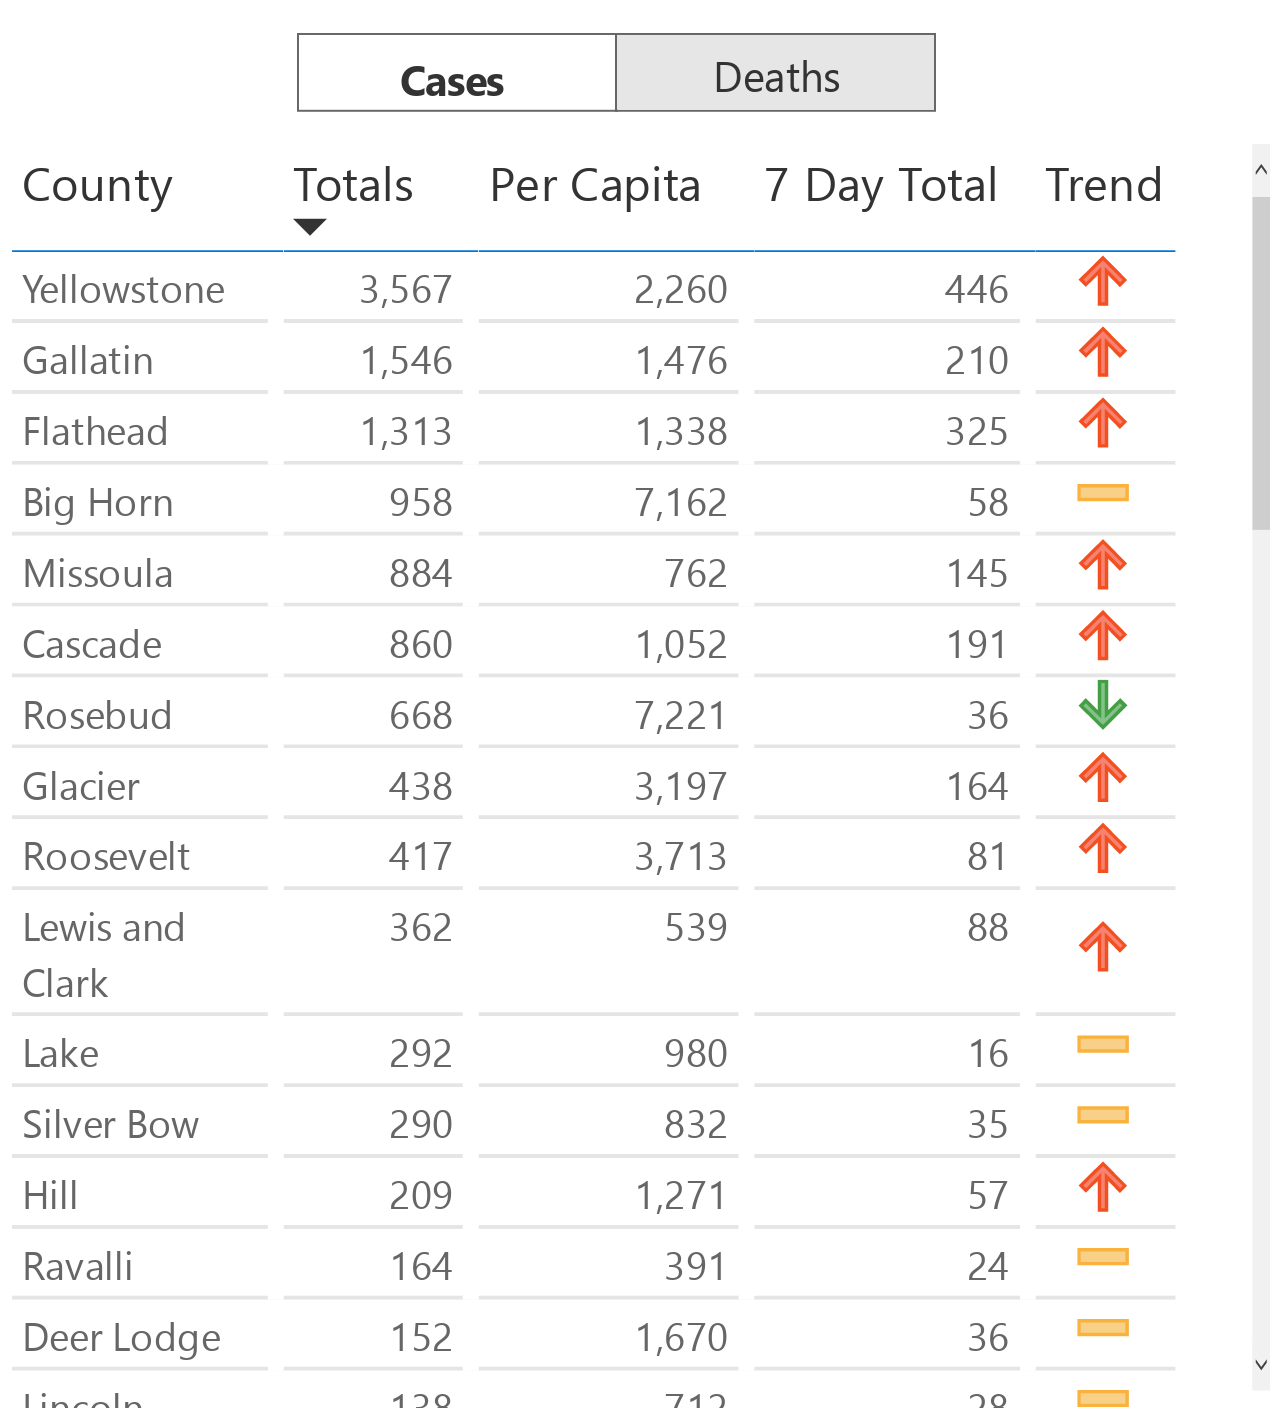 Cases Deaths
County Totals Per Capita 7 Day Total Trend
Yellowstone 3,567 2,260 446
Gallatin 1,546 1,476 210
Flathead 1,313 1,338 325
Big Horn 958 7,162 58
Missoula 884 762 145
Cascade 860 1,052 191
Rosebud 668 7,221 36
Glacier 438 3,197 164
Roosevelt 417 3,713 81
Lewis and 362 539 88
Clark
Lake 292 980 16
Silver Bow 290 832 35
Hill 209 1,271 57
Ravalli 164 391 24
Deer Lodge 152 1,670 36
Lincoln 138 712 28